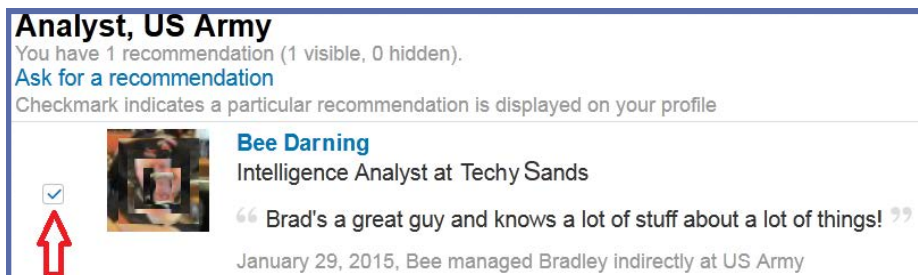 Analyst, US Army
You have 1 recommendation (1 visible, 0 hidden).
Ask for a recommendation
Checkmark indicates a particular recommendation is displayed on your profile
Bee Darning
Intelligence Analyst at Techy Sands
“ Brad's a great guy and knows a lot of stuff about a lot of things! ”
January 29, 2015, Bee managed Bradley indirectly at US Army